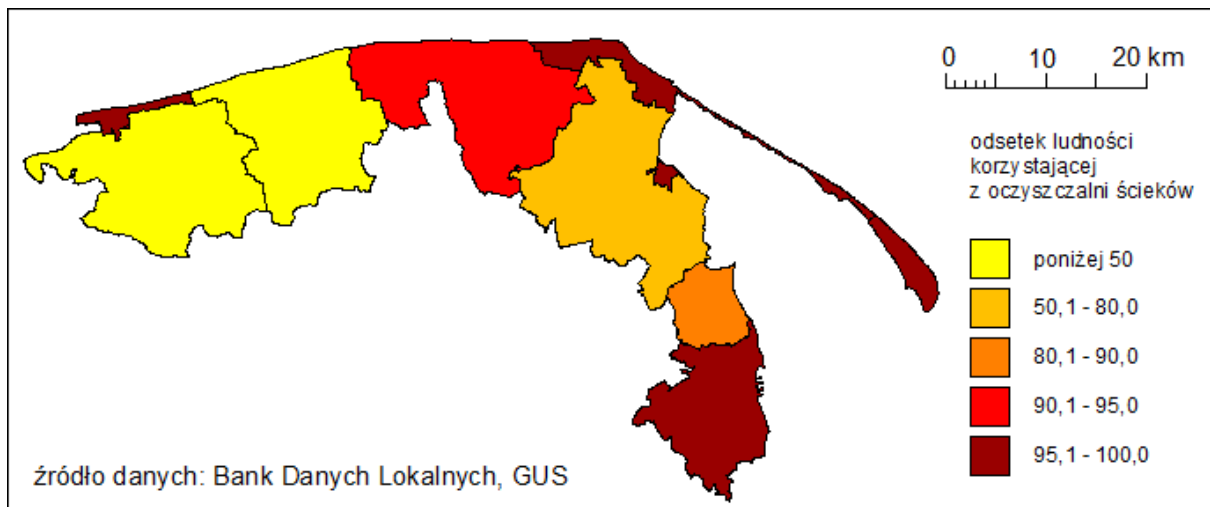 0 10 20 km
odsetek ludności
korzystającej
z oczyszczalni ścieków
poniżej 50
50,1 - 80,0
80,1 - 90,0
90,1 - 95,0
95,1 - 100,0
źródło danych: Bank Danych Lokalnych, GUS